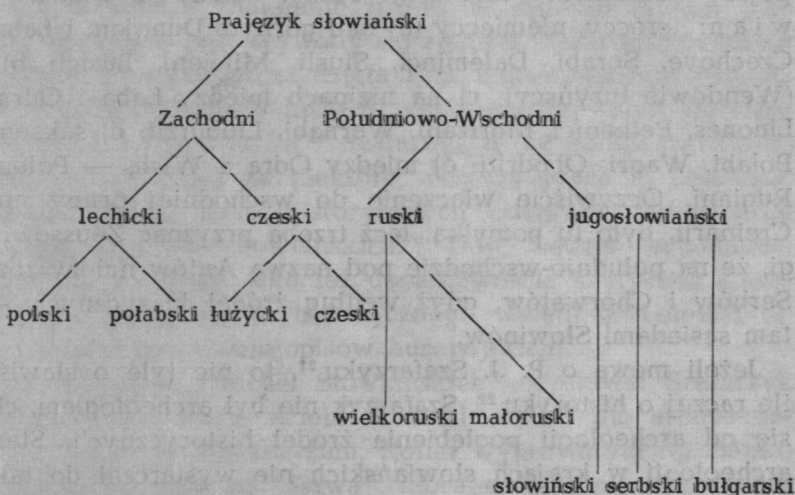 Prajęzyk słowiański
Zachodni Południowo-Wschodni
lechicki czeski ruski jugosłowiański
polski połabski łużycki czeski
wielkoruski małoruski
słowiński serbski bułgarski